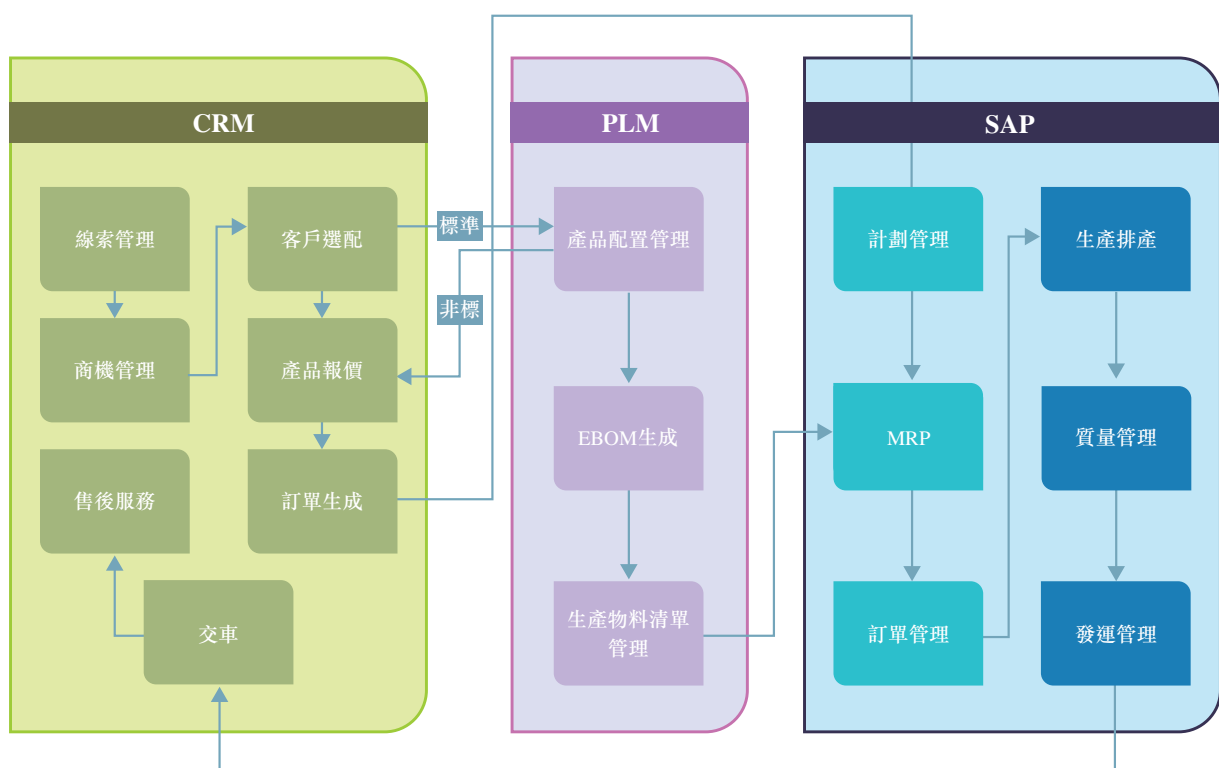 CRM
線索管理
客戶選配
商機管理
產品報價
售後服務
訂單生成
交車
標準
非標
PLM
產品配置管理
EBOM生成
生產物料清單
管理
SAP
計劃管理
生產排產
MRP
質量管理
訂單管理
發運管理